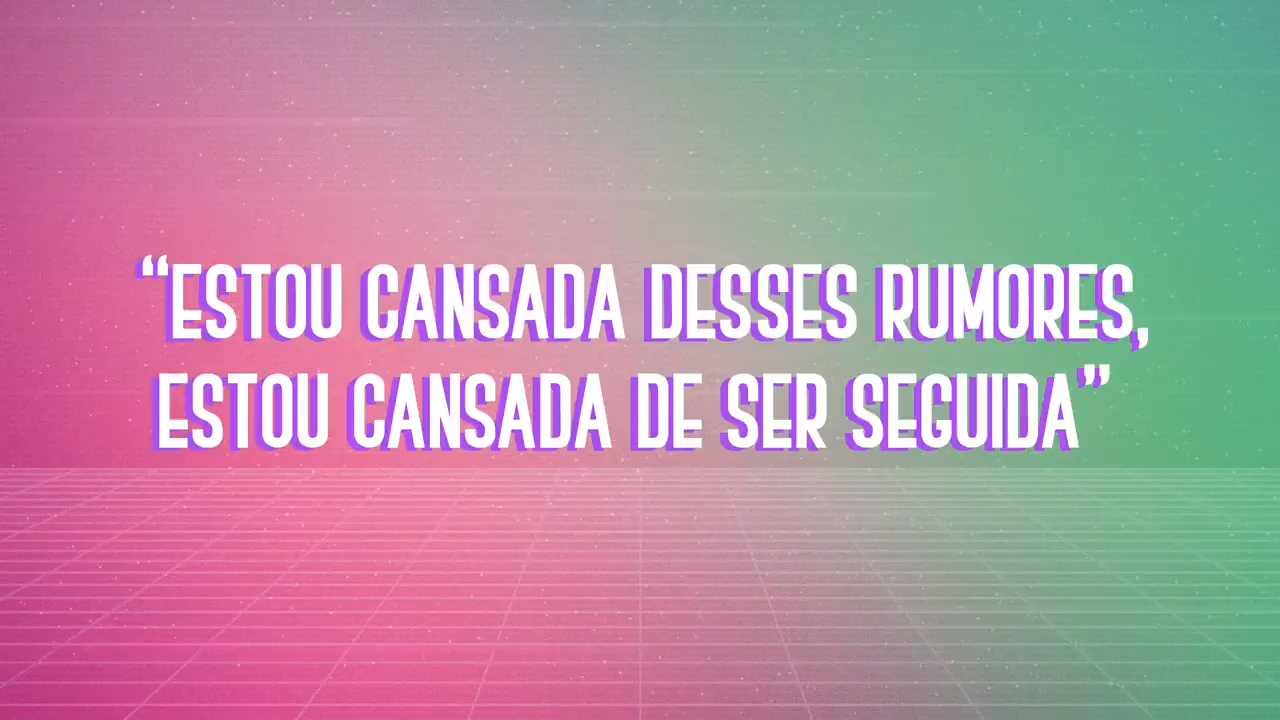 “ESTOU CANSADA DESSES RUMORES,
ESTOU CANSADA DE SER SEGUIDA”